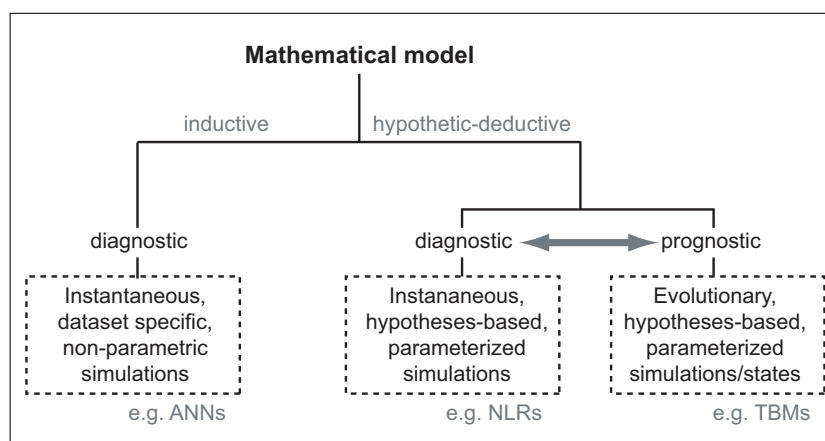 Mathematical model
inductive
hypothetic-deductive
diagnostic
Instantaneous,
dataset specific,
non-parametric
simulations
e.g. ANNs
diagnostic
Instananeous,
hypotheses-based,
parameterized
simulations
e.g. NLRs
prognostic
Evolutionary,
hypotheses-based,
parameterized
simulations/states
e.g. TBMs